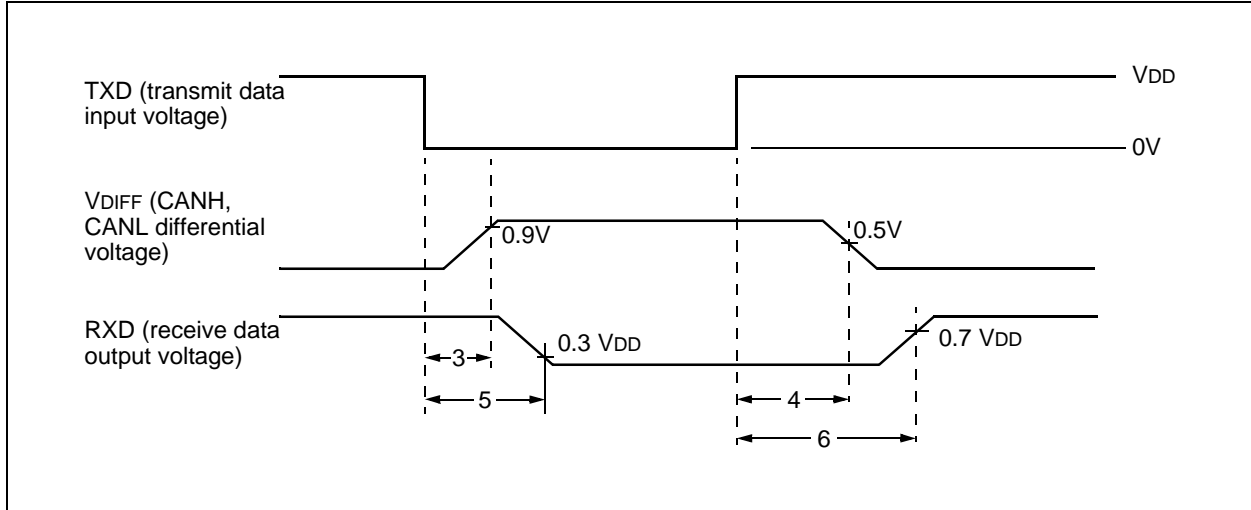 TXD (transmit data
input voltage)
VDD
0V
VDIFF (CANH,
CANL differential
voltage)
0.9V
0.5V
RXD (receive data
output voltage)
0.3 VDD
0.7 VDD
3
5
4
6